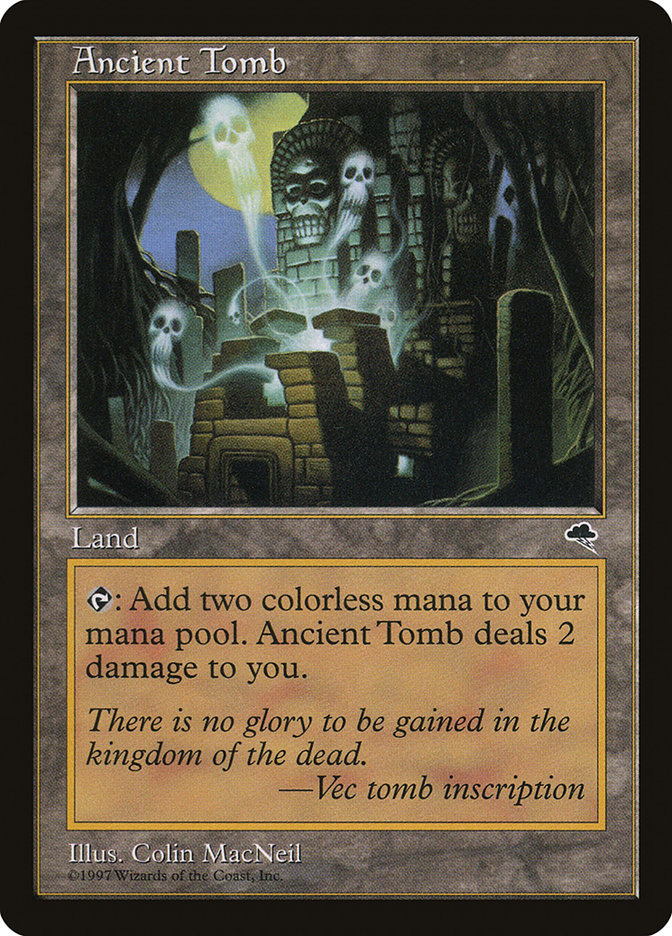 Ancient Tomb
Land
: Add two colorless mana to your
mana pool. Ancient Tomb deals 2
damage to you.
There is no glory to be gained in the
kingdom of the dead.
—Vec tomb inscription
Illus. Colin MacNeil
©1997 Wizards of the Coast, Inc.